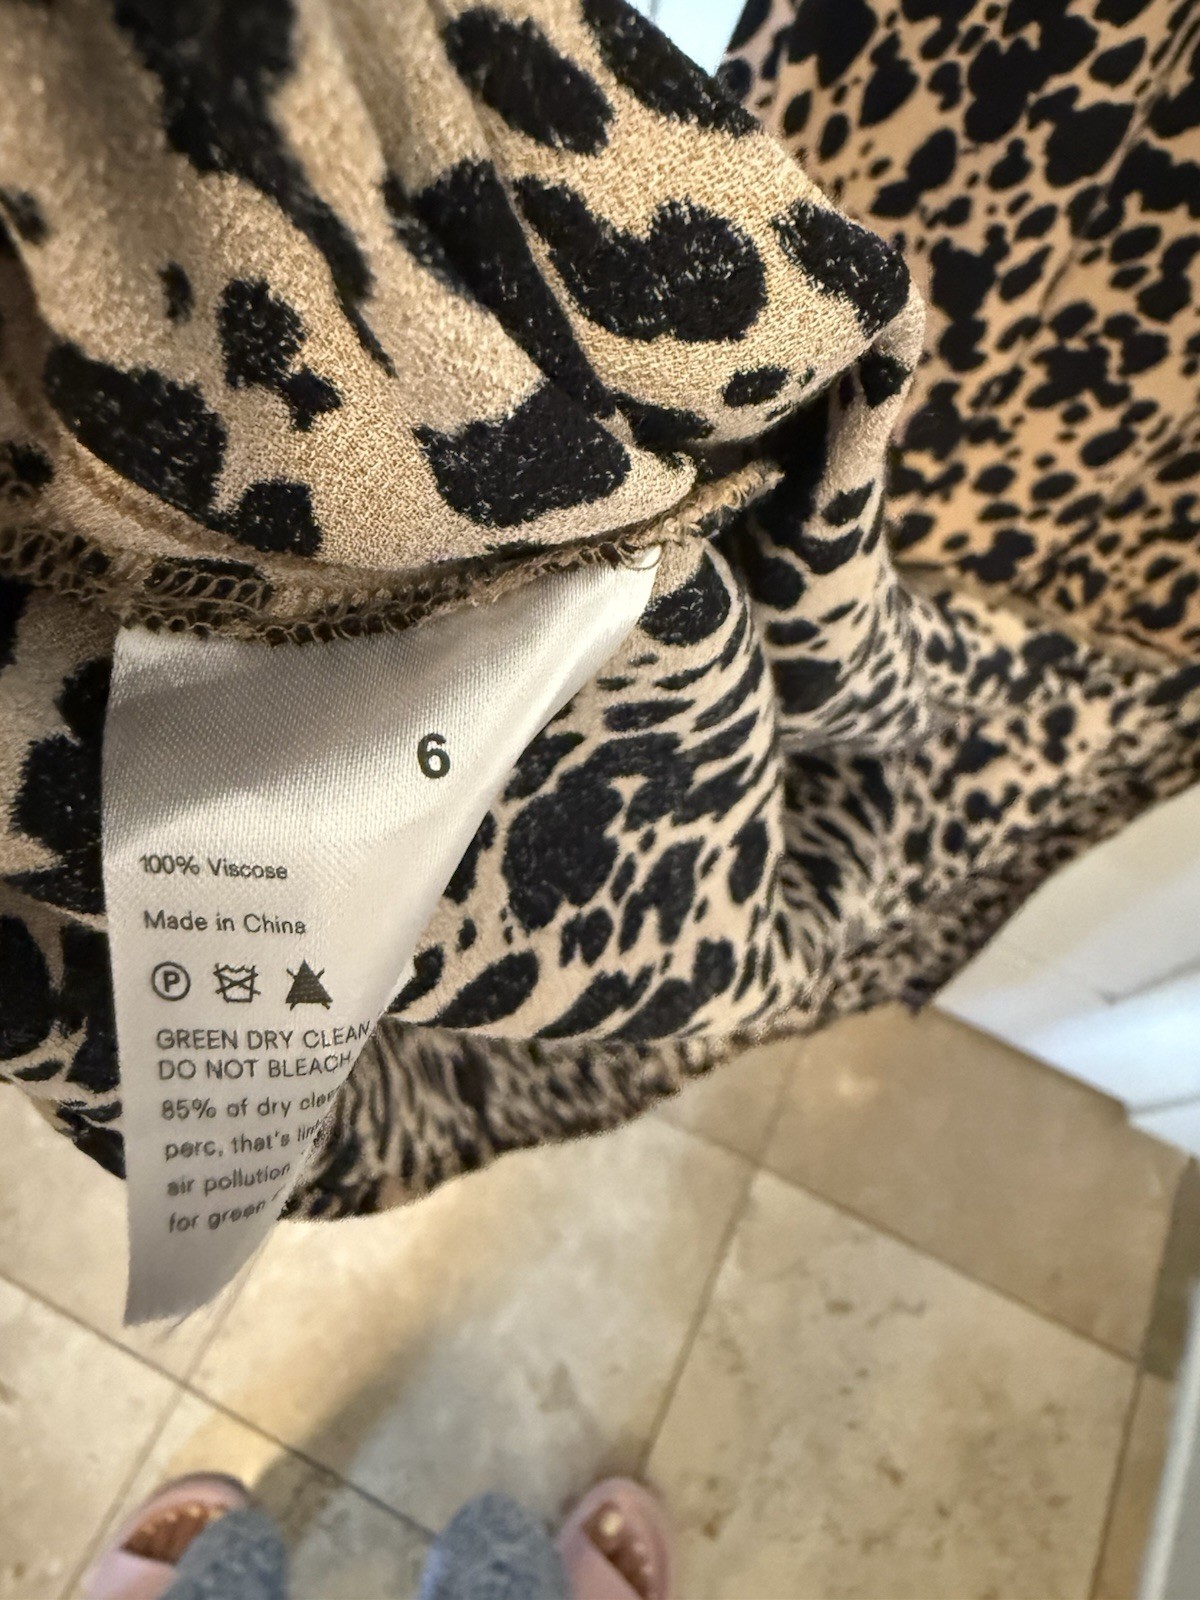 6
100% Viscose
Made in China
P
GREEN DRY CLEAN
DO NOT BLEACH
85% of dry
perc, that's
air pollution
for green